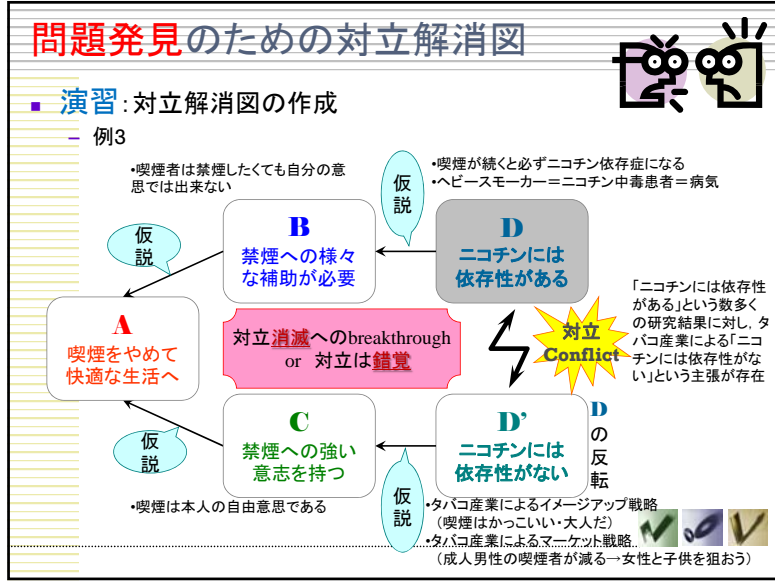 問題発見のための対立解消図
演習：対立解消図の作成
– 例3
•喫煙者は禁煙したくても自分の意
思では出来ない
仮
説
•喫煙が続くと必ずニコチン依存症になる
•ヘビースモーカー＝ニコチン中毒患者＝病気
仮
説
B
禁煙への様々
な補助が必要
D
ニコチンには
依存性がある
A
喫煙をやめて
快適な生活へ
対立消滅へのbreakthrough
or 対立は錯覚
対立
Conflict
「ニコチンには依存性
がある」という数多く
の研究結果に対し，タ
バコ産業による「ニコ
チンには依存性がな
い」という主張が存在
仮
説
C
禁煙への強い
意志を持つ
D’
ニコチンには
依存性がない
D
の
反
転
仮
説
•喫煙は本人の自由意思である
•タバコ産業によるイメージアップ戦略
（喫煙はかっこいい・大人だ）
•タバコ産業によるマーケット戦略
（成人男性の喫煙者が減る→女性と子供を狙おう）